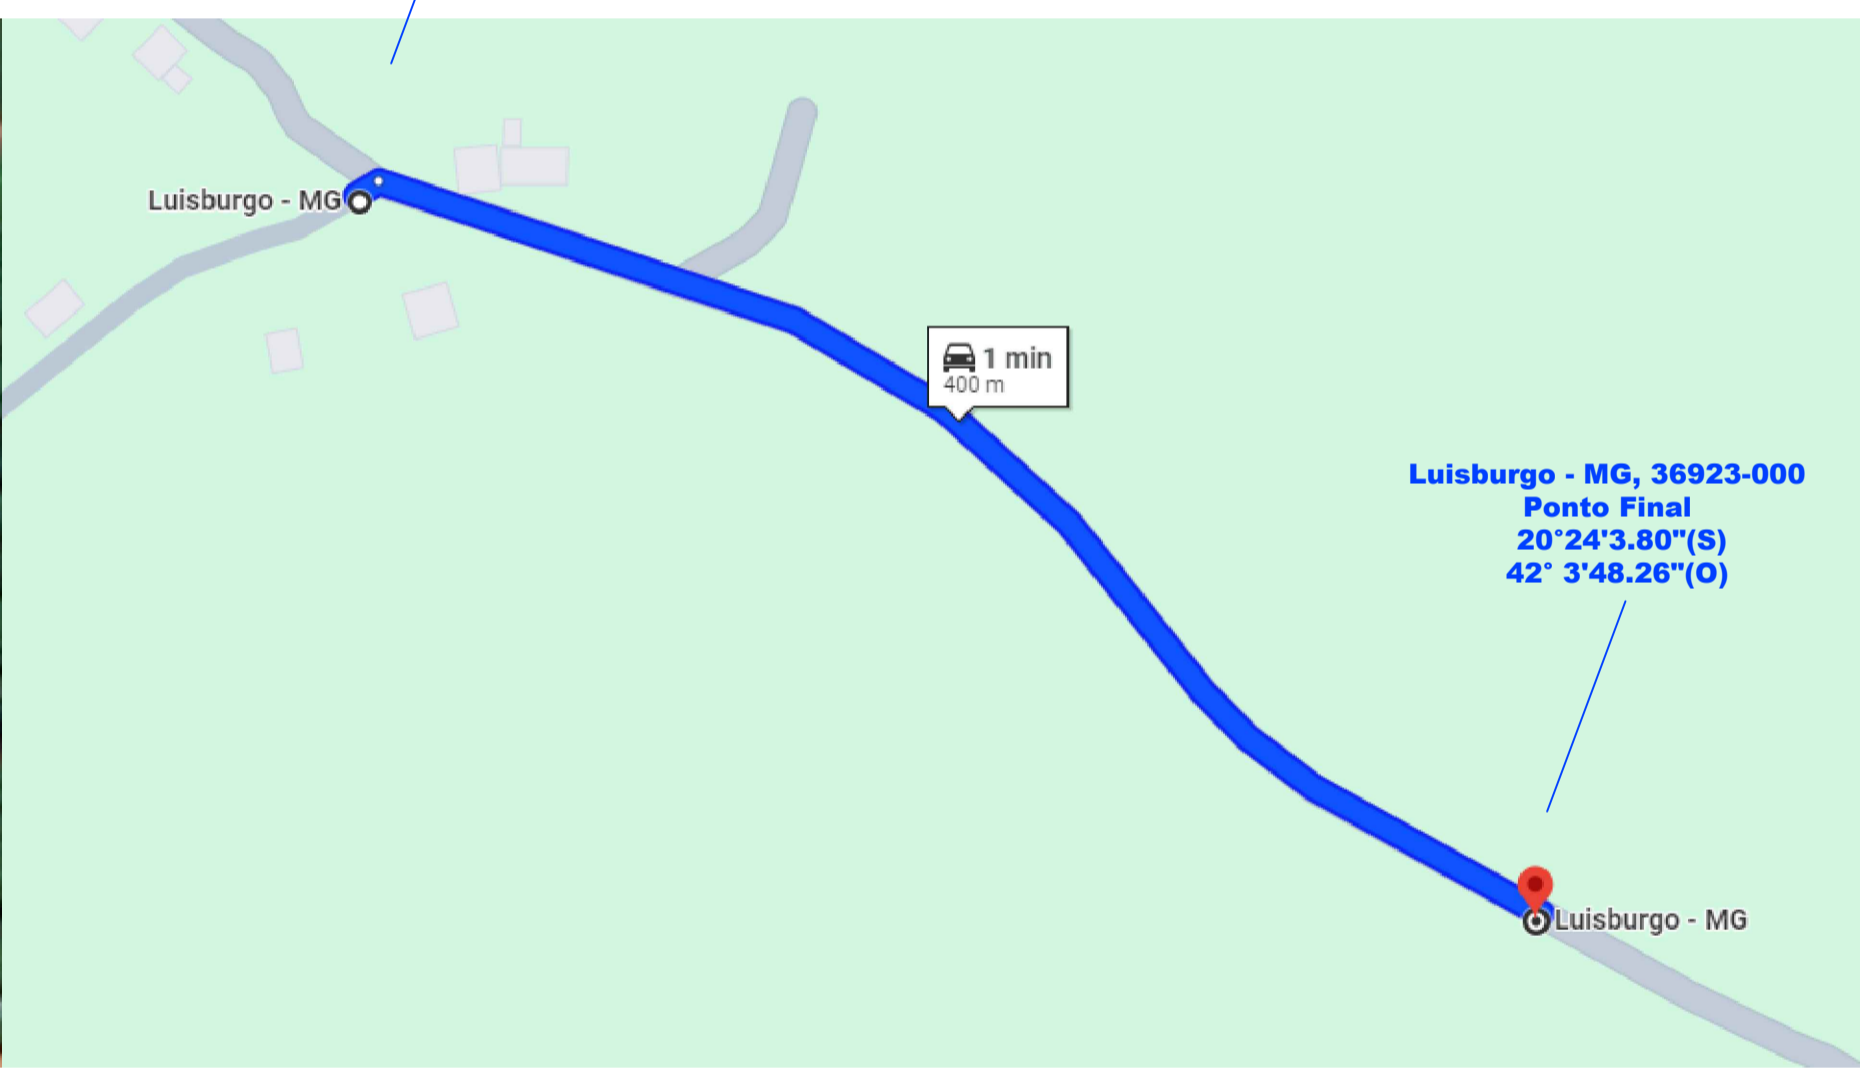 Luisburgo - MG
1 min
400 m
Luisburgo - MG, 36923-000
Ponto Final
20°24'3.80"(S)
42° 3'48.26"(O)
Luisburgo - MG